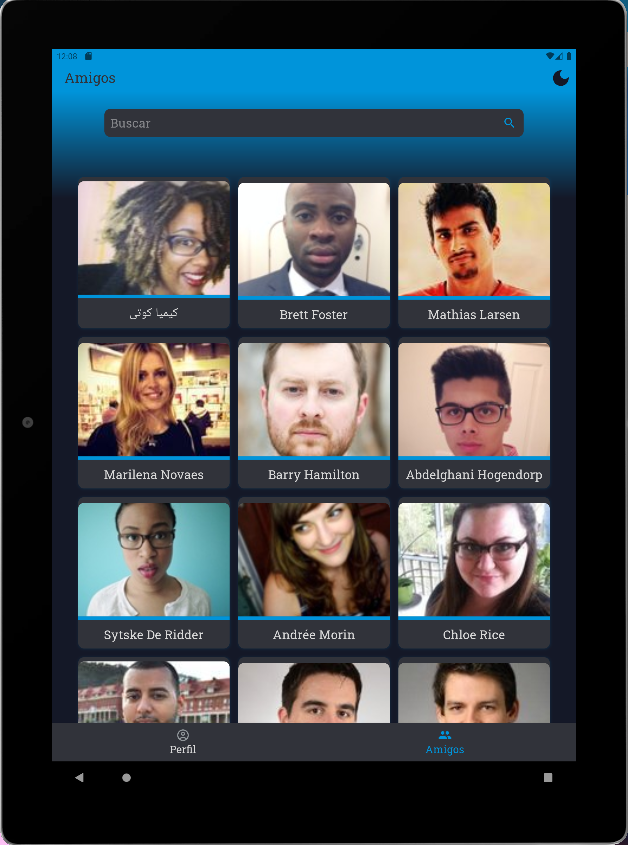 12:08
Amigos
Buscar
کیمیا کوتی
Brett Foster
Mathias Larsen
Marilena Novaes
Barry Hamilton
Abdelghani Hogendorp
Sytske De Ridder
Andrée Morin
Chloe Rice
Perfil
Amigos